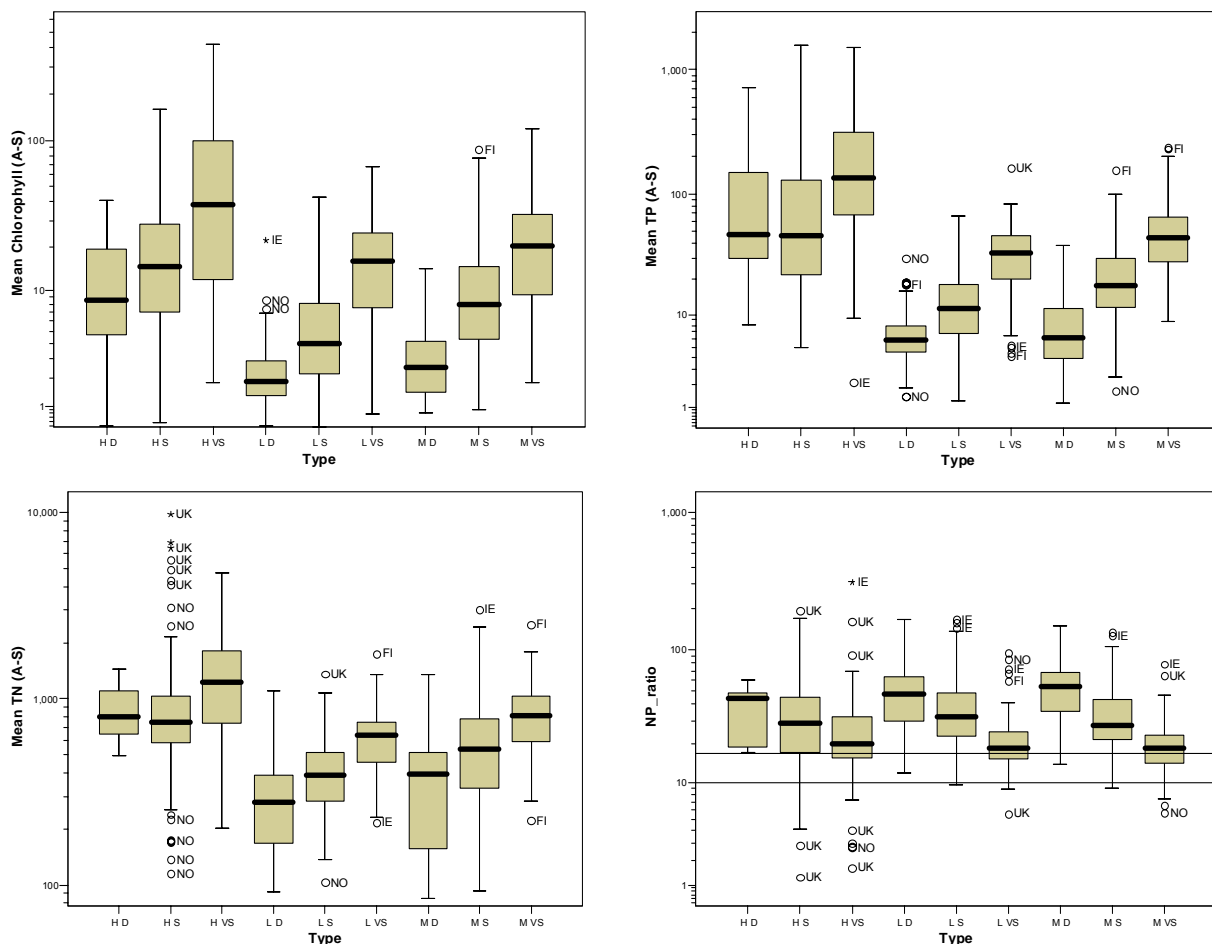 Mean Chlorophyll (A-S)
100
10
1
IE
NO
NO
FI
H D H S H VS L D L S L VS M D M S M VS
Type
Mean TP (A-S)
1,000
100
10
1
IE
NO
FI
NO
UK
IE
FI
FI
NO
FI
H D H S H VS L D L S L VS M D M S M VS
Type
Mean TN (A-S)
10,000
1,000
100
UK
UK
UK
UK
UK
NO
NO
NO
NO
NO
NO
UK
NO
FI
IE
IE
FI
FI
H D H S H VS L D L S L VS M D M S M VS
Type
NP_ratio
1,000
100
10
1
UK
UK
UK
IE
UK
UK
UK
NO
UK
IE
IE
NO
IE
FI
UK
IE
IE
UK
NO
H D H S H VS L D L S L VS M D M S M VS
Type